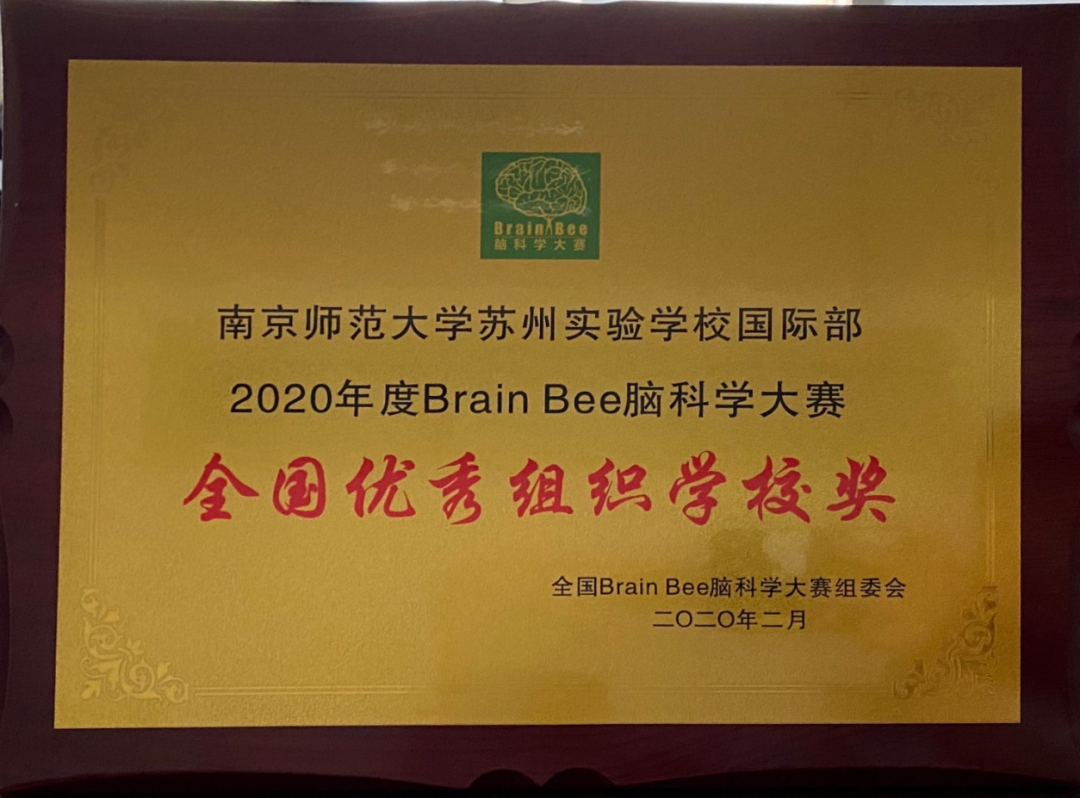 Brain Bee
脑科学大赛
南京师范大学苏州实验学校国际部
2020年度Brain Bee脑科学大赛
全国优秀组织学校奖
全国Brain Bee脑科学大赛组委会
二〇二〇年二月